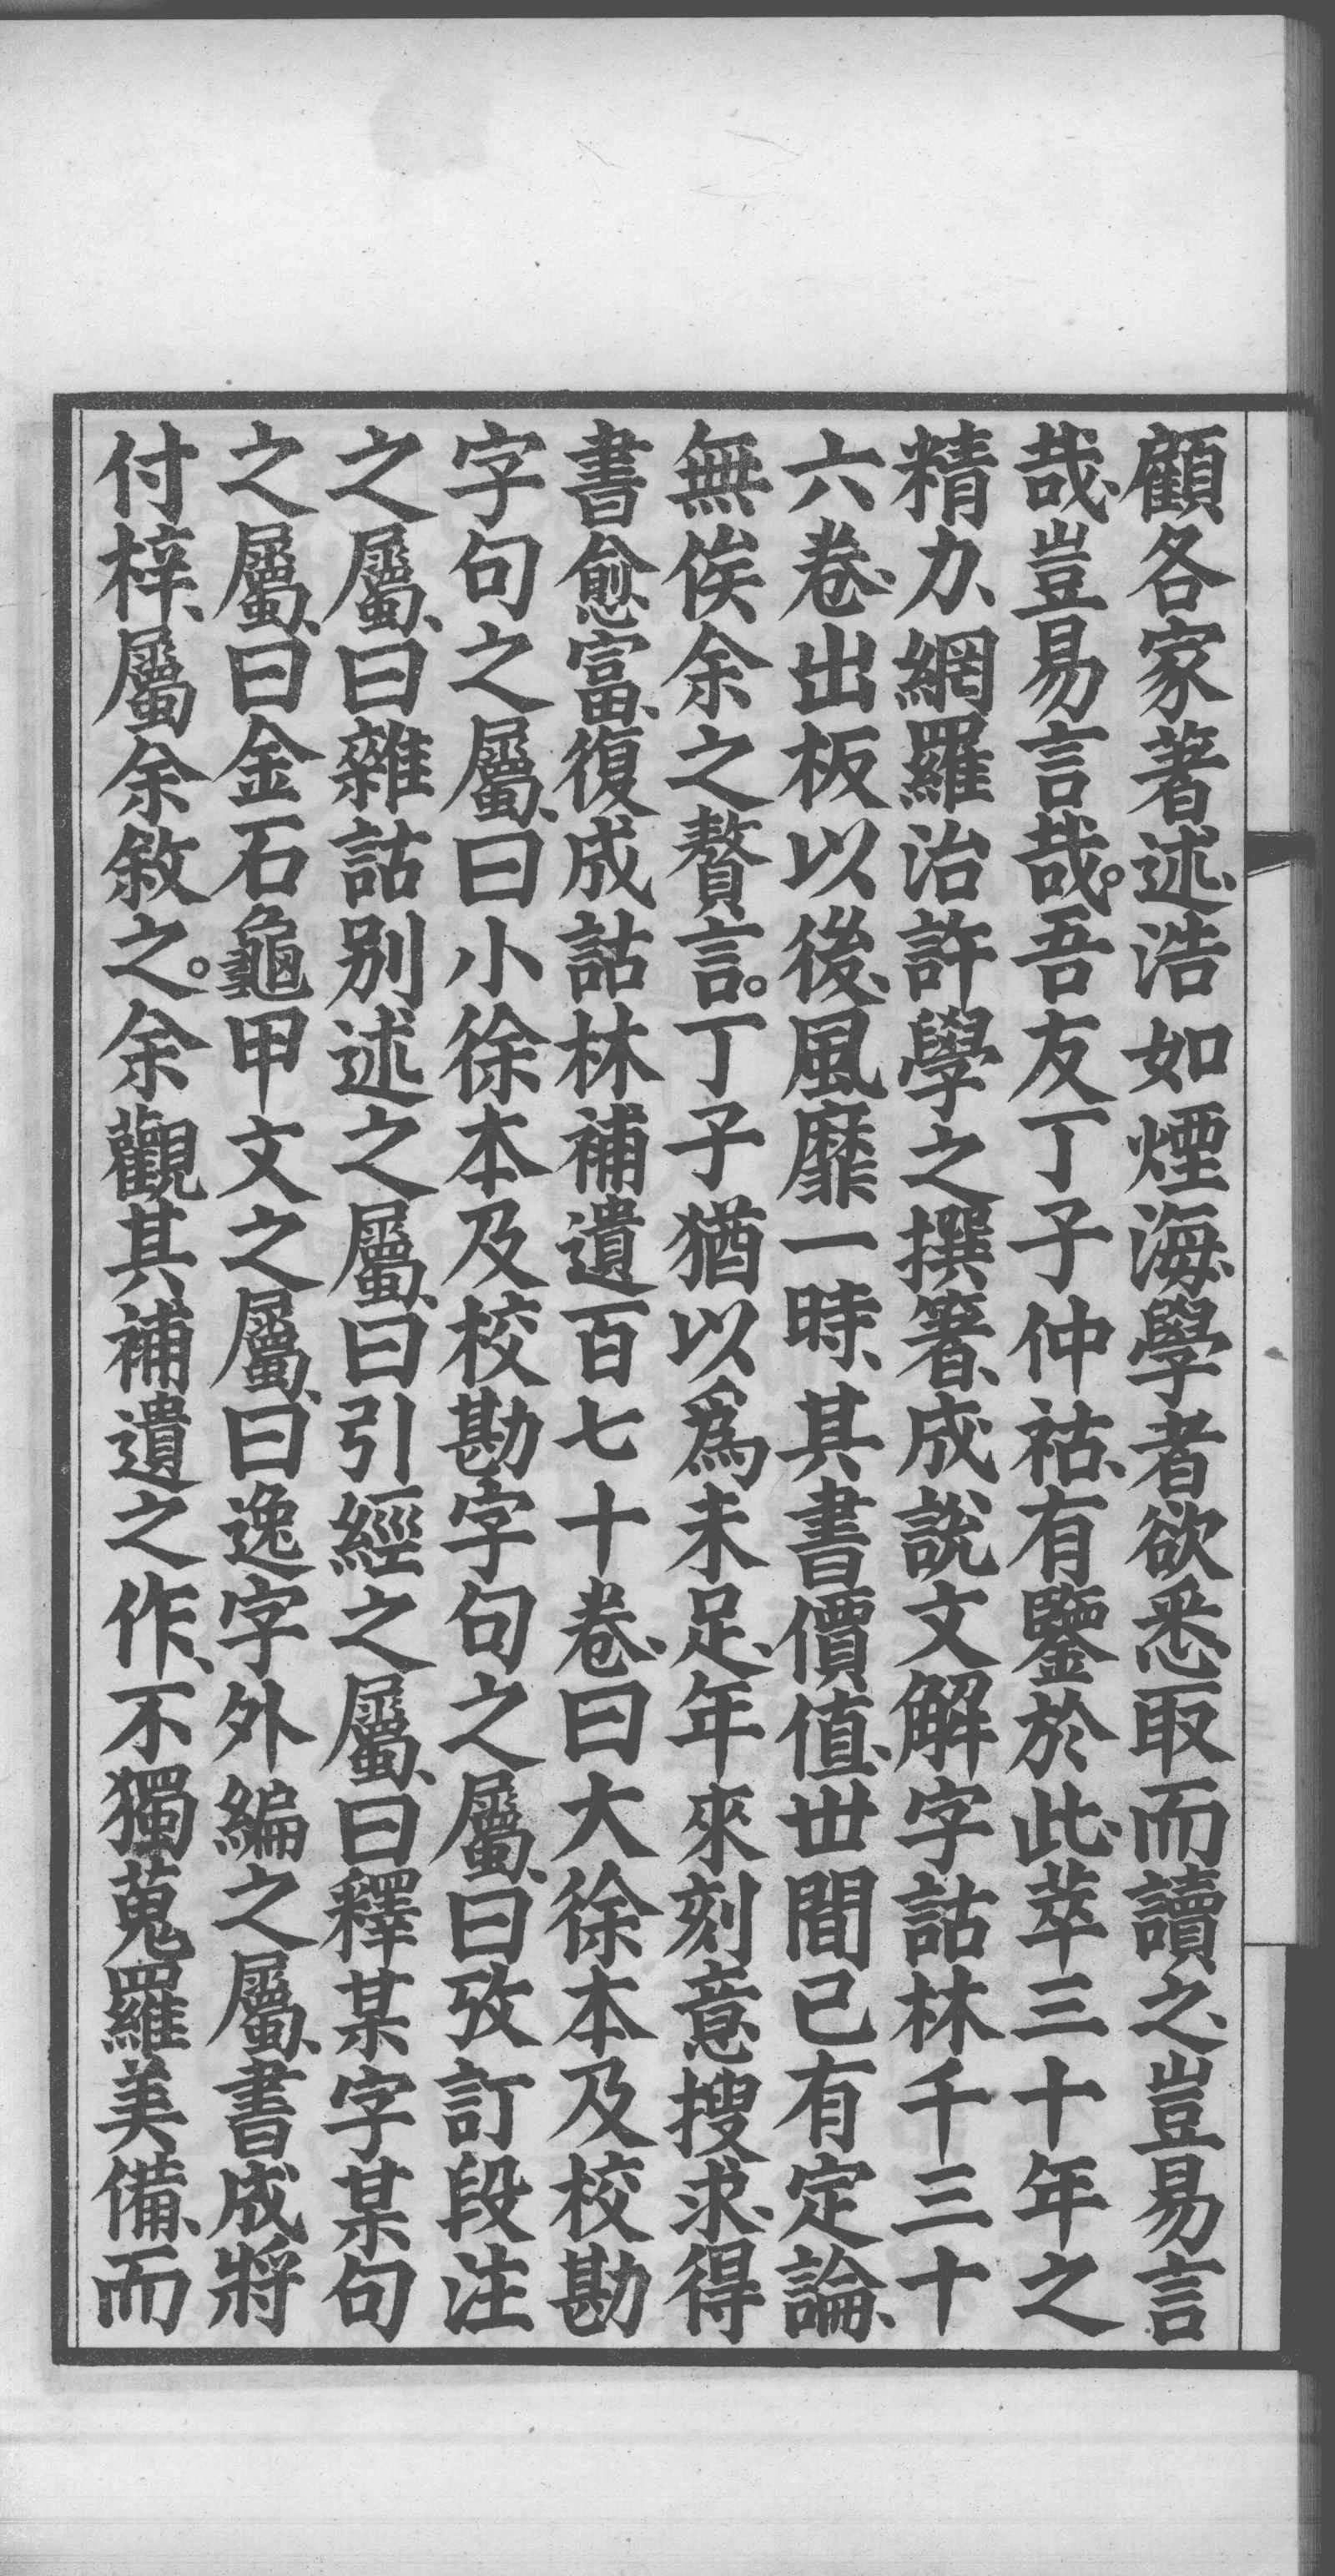 顧各家著述、浩如煙海、學者欲悉取而讀之、豈易言
哉、豈易言哉。吾友丁子仲祜、有鑒於此、萃三十年之
精力、網羅治許學之撰箸、成說文解字詁林千三十
六卷、出板以後、風靡一時、其書價值、世間已有定論、
無俟余之贅言。丁子猶以爲未足、年來刻意搜求、得
書愈富、復成詁林補遺百七十卷、曰大徐本及校勘
字句之屬、曰小徐本及校勘字句之屬、曰攷訂段注
之屬、曰雜詁別述之屬、曰引經之屬、曰釋某字某句
之屬、曰金石龜甲文之屬、曰逸字外編之屬、書成將
付梓、屬余敘之。余觀其補遺之作、不獨蒐羅美備、而